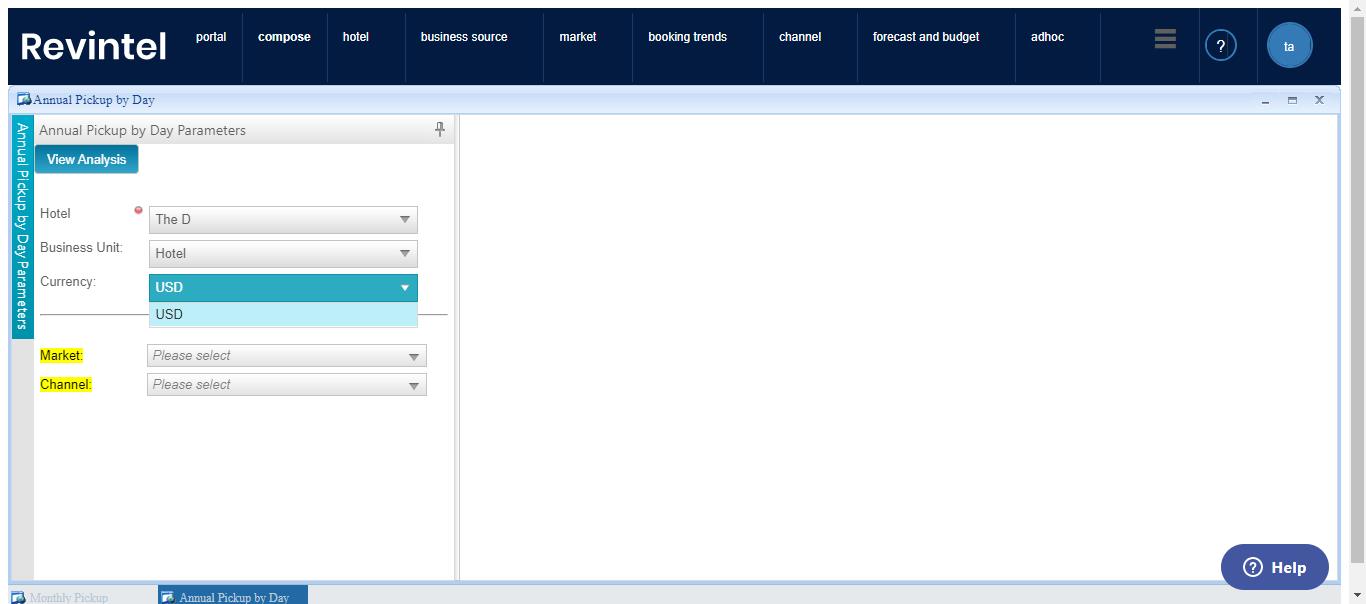 Revintel
portal
compose
hotel
business source
market
booking trends
channel
forecast and budget
adhoc
?
ta
Annual Pickup by Day
Annual Pickup by Day Parameters
Annual Pickup by Day Parameters
View Analysis
Hotel
The D
Business Unit:
Hotel
Currency:
USD
USD
Market:
Please select
Channel:
Please select
? Help
Monthly Pickup
Annual Pickup by Day